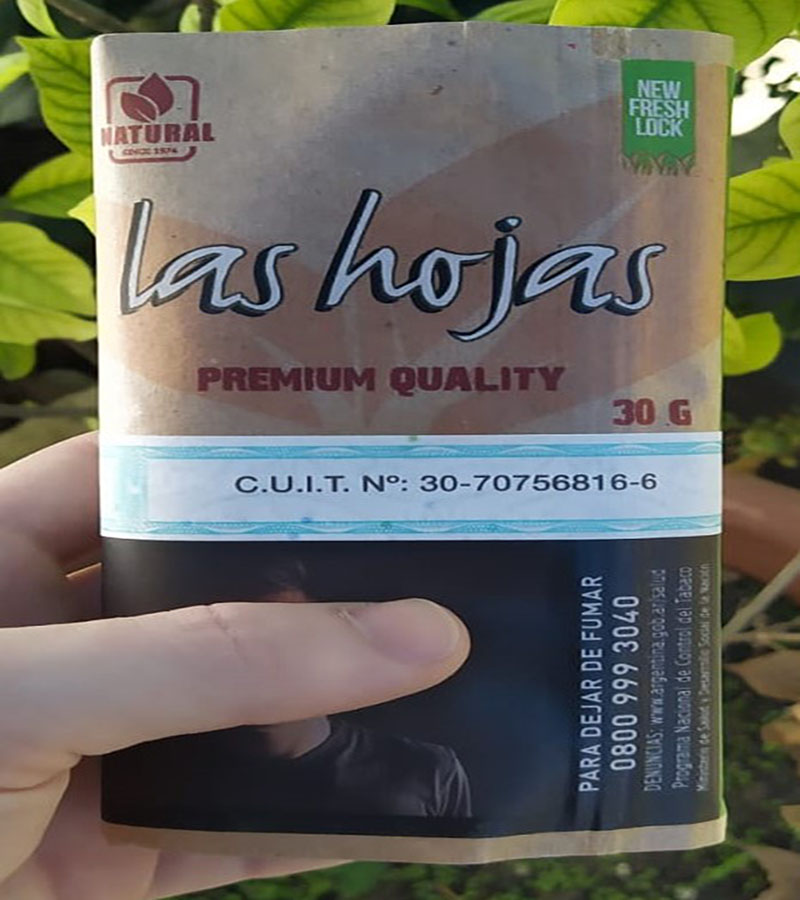 NATURAL
SINCE 1974
NEW
FRESH
LOCK
las hojas
PREMIUM QUALITY
30 G
C.U.I.T. Nº: 30-70756816-6
PARA DEJAR DE FUMAR
0800 999 3040
DENUNCIAS: www.argentina.gob.ar/salud
Programa Nacional de Control del Tabaco
Ministerio de Salud y Desarrollo Social de la Nación